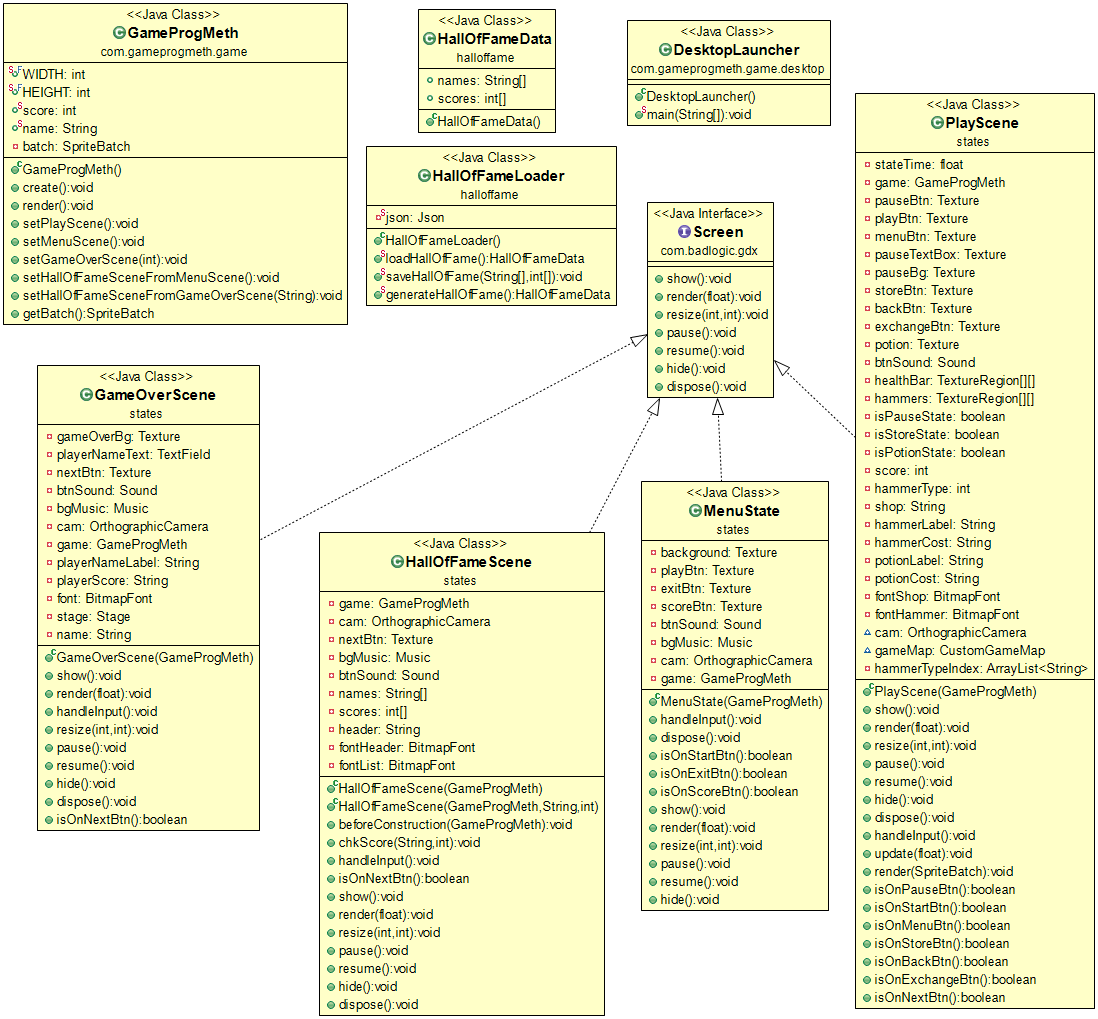 <<Java Class>>
GameProgMeth
com.gameprogmeth.game
WIDTH: int
HEIGHT: int
score: int
name: String
batch: SpriteBatch
GameProgMeth()
create():void
render():void
setPlayScene():void
setMenuScene():void
setGameOverScene(int):void
setHallOfFameSceneFromMenuScene():void
setHallOfFameSceneFromGameOverScene(String):void
getBatch():SpriteBatch
<<Java Class>>
HallOfFameData
halloffame
names: String[]
scores: int[]
HallOfFameData()
<<Java Class>>
DesktopLauncher
com.gameprogmeth.game.desktop
DesktopLauncher()
main(String[]):void
<<Java Class>>
HallOfFameLoader
halloffame
json: Json
HallOfFameLoader()
loadHallOfFame():HallOfFameData
saveHallOfFame(String[],int[]):void
generateHallOfFame():HallOfFameData
<<Java Interface>>
Screen
com.badlogic.gdx
show():void
render(float):void
resize(int,int):void
pause():void
resume():void
hide():void
dispose():void
<<Java Class>>
PlayScene
states
stateTime: float
game: GameProgMeth
pauseBtn: Texture
playBtn: Texture
menuBtn: Texture
pauseTextBox: Texture
pauseBg: Texture
storeBtn: Texture
backBtn: Texture
exchangeBtn: Texture
potion: Texture
btnSound: Sound
healthBar: TextureRegion[][]
hammers: TextureRegion[][]
isPauseState: boolean
isStoreState: boolean
isPotionState: boolean
score: int
hammerType: int
shop: String
hammerLabel: String
hammerCost: String
potionLabel: String
potionCost: String
fontShop: BitmapFont
fontHammer: BitmapFont
cam: OrthographicCamera
gameMap: CustomGameMap
hammerTypeIndex: ArrayList<String>
PlayScene(GameProgMeth)
show():void
render(float):void
resize(int,int):void
pause():void
resume():void
hide():void
dispose():void
handleInput():void
update(float):void
render(SpriteBatch):void
isOnPauseBtn():boolean
isOnStartBtn():boolean
isOnMenuBtn():boolean
isOnStoreBtn():boolean
isOnBackBtn():boolean
isOnExchangeBtn():boolean
isOnNextBtn():boolean
<<Java Class>>
GameOverScene
states
gameOverBg: Texture
playerNameText: TextField
nextBtn: Texture
btnSound: Sound
bgMusic: Music
cam: OrthographicCamera
game: GameProgMeth
playerNameLabel: String
playerScore: String
font: BitmapFont
stage: Stage
name: String
GameOverScene(GameProgMeth)
show():void
render(float):void
handleInput():void
resize(int,int):void
pause():void
resume():void
hide():void
dispose():void
isOnNextBtn():boolean
<<Java Class>>
HallOfFameScene
states
game: GameProgMeth
cam: OrthographicCamera
nextBtn: Texture
bgMusic: Music
btnSound: Sound
names: String[]
scores: int[]
header: String
fontHeader: BitmapFont
fontList: BitmapFont
HallOfFameScene(GameProgMeth)
HallOfFameScene(GameProgMeth,String,int)
beforeConstruction(GameProgMeth):void
chkScore(String,int):void
handleInput():void
isOnNextBtn():boolean
show():void
render(float):void
resize(int,int):void
pause():void
resume():void
hide():void
dispose():void
<<Java Class>>
MenuState
states
background: Texture
playBtn: Texture
exitBtn: Texture
scoreBtn: Texture
btnSound: Sound
bgMusic: Music
cam: OrthographicCamera
game: GameProgMeth
MenuState(GameProgMeth)
handleInput():void
dispose():void
isOnStartBtn():boolean
isOnExitBtn():boolean
isOnScoreBtn():boolean
show():void
render(float):void
resize(int,int):void
pause():void
resume():void
hide():void